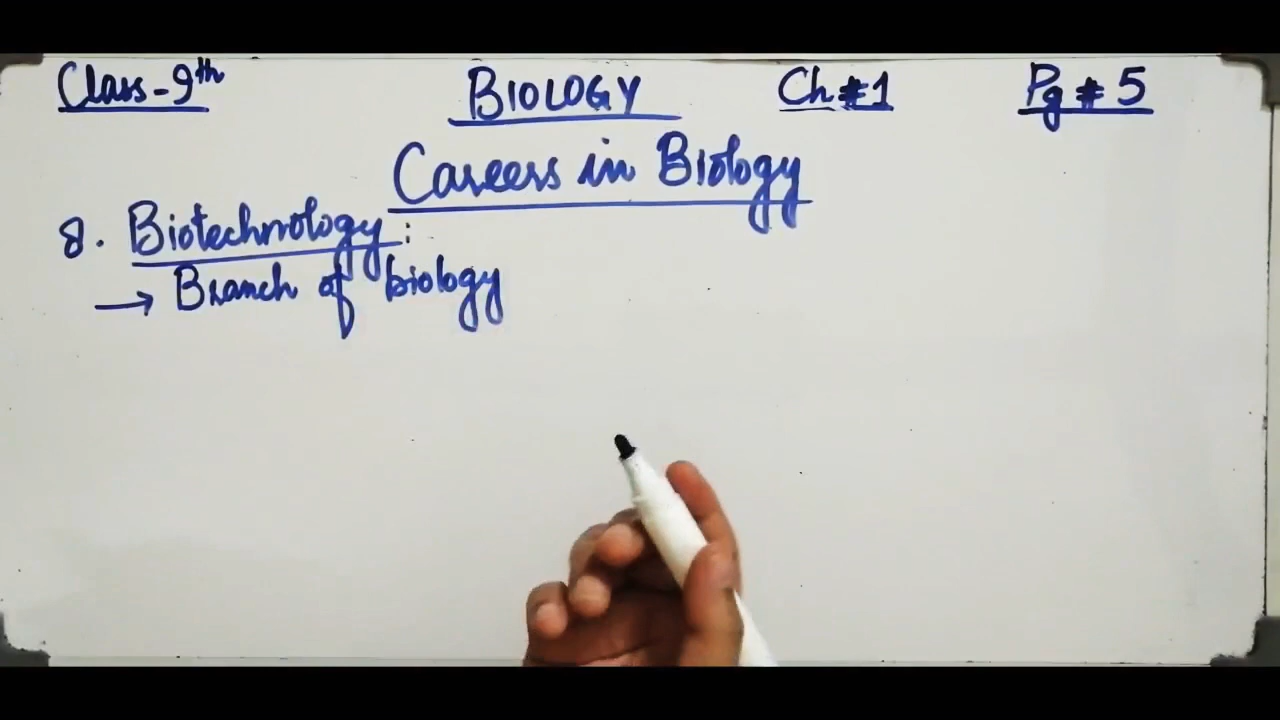 Class-9th BIOLOGY Ch #1 Pg # 5
Careers in Biology
8. Biotechnology:
→ Branch of biology